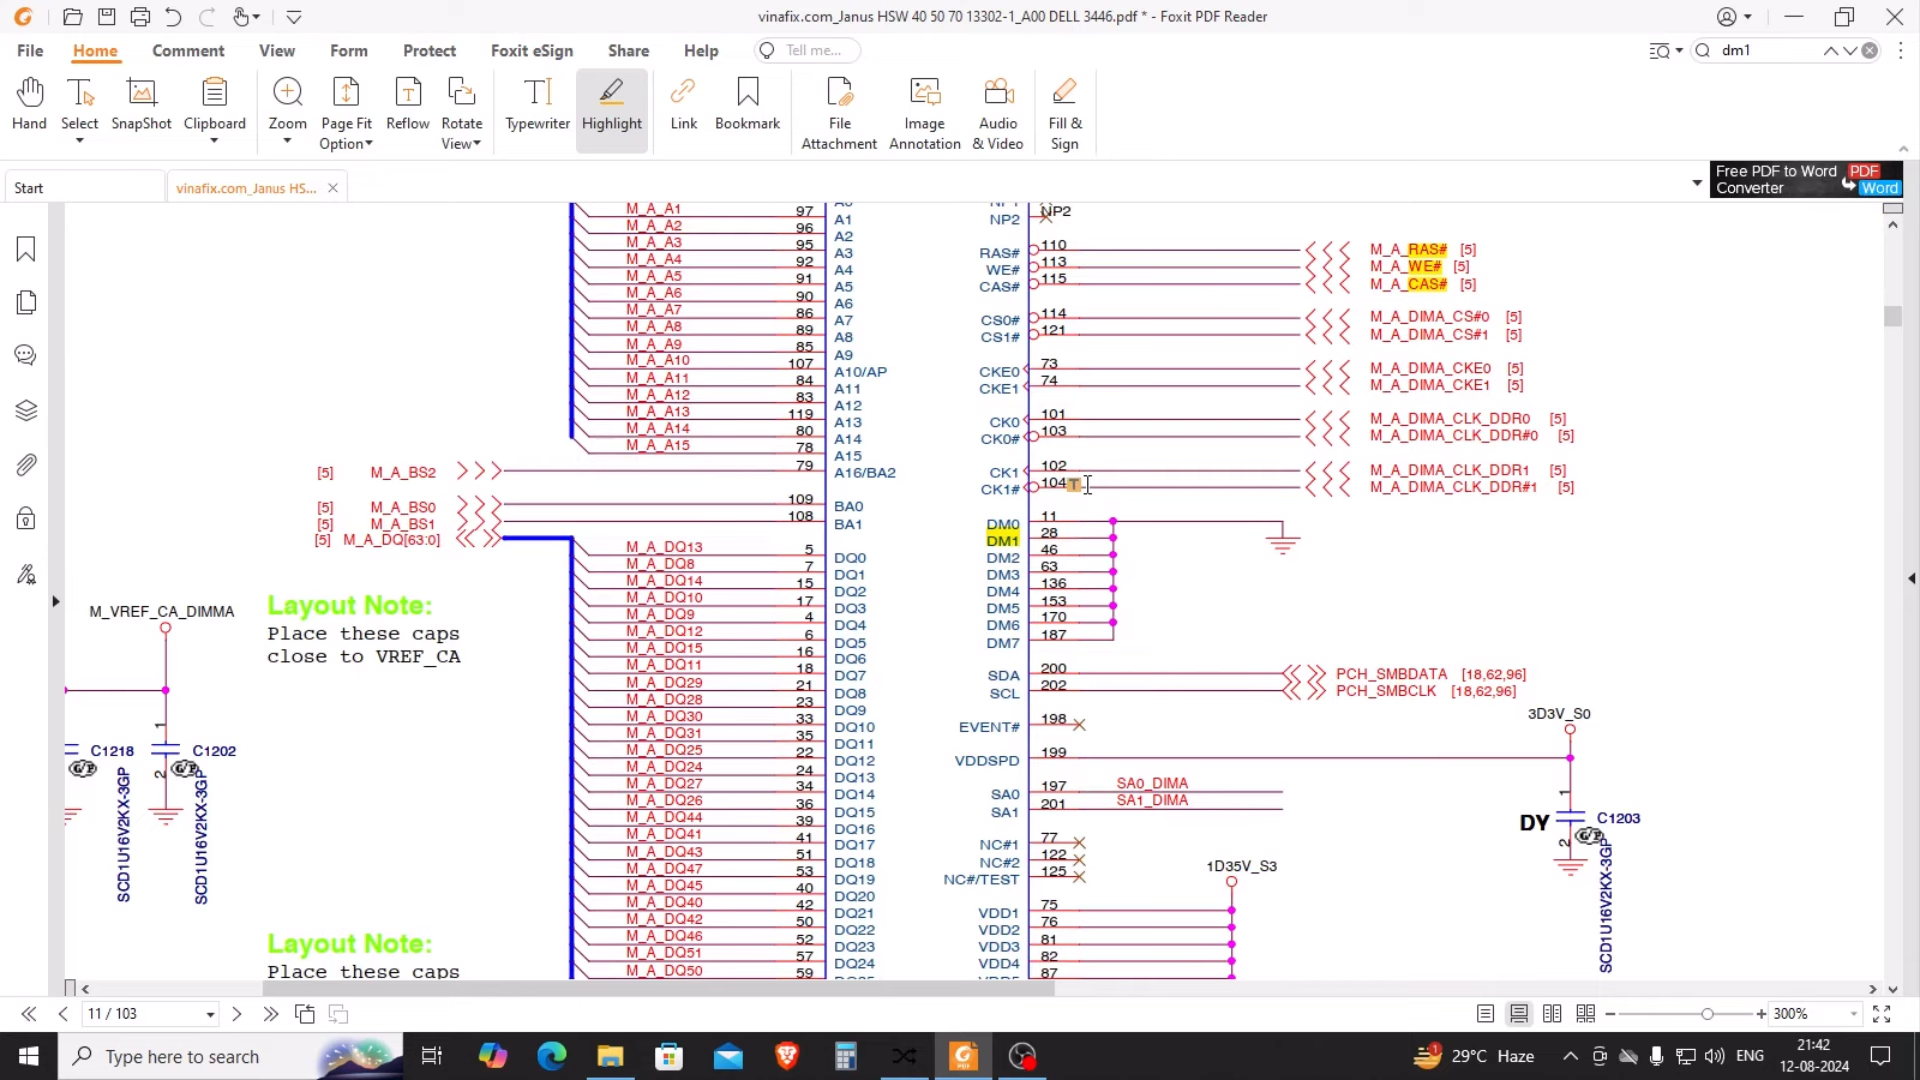 vinafix.com_Janus HSW 40 50 70 13302-1_A00 DELL 3446.pdf * - Foxit PDF Reader
File Home Comment View Form Protect Foxit eSign Share Help Tell me... dm1
Hand Select SnapShot Clipboard Zoom Page Fit Option Reflow Rotate View Typewriter Highlight Link Bookmark File Attachment Image Annotation Audio & Video Fill & Sign
Start vinafix.com_Janus HS...
Free PDF to Word Converter PDF Word
M_A_A1 97
M_A_A2 96
M_A_A3 95
M_A_A4 92
M_A_A5 91
M_A_A6 90
M_A_A7 86
M_A_A8 89
M_A_A9 85
M_A_A10 107
M_A_A11 84
M_A_A12 83
M_A_A13 119
M_A_A14 80
M_A_A15 78
79
[5] M_A_BS2
[5] M_A_BS0 109
[5] M_A_BS1 108
[5] M_A_DQ[63:0]
M_A_DQ13 5
M_A_DQ8 7
M_A_DQ14 15
M_A_DQ10 17
M_A_DQ9 4
M_A_DQ12 6
M_A_DQ15 16
M_A_DQ11 18
M_A_DQ29 21
M_A_DQ28 23
M_A_DQ30 33
M_A_DQ31 35
M_A_DQ25 22
M_A_DQ24 24
M_A_DQ27 34
M_A_DQ26 36
M_A_DQ44 39
M_A_DQ41 41
M_A_DQ43 51
M_A_DQ47 53
M_A_DQ45 40
M_A_DQ40 42
M_A_DQ42 50
M_A_DQ46 52
M_A_DQ51 57
M_A_DQ50 59
A1
A2
A3
A4
A5
A6
A7
A8
A9
A10/AP
A11
A12
A13
A14
A15
A16/BA2
BA0
BA1
DQ0
DQ1
DQ2
DQ3
DQ4
DQ5
DQ6
DQ7
DQ8
DQ9
DQ10
DQ11
DQ12
DQ13
DQ14
DQ15
DQ16
DQ17
DQ18
DQ19
DQ20
DQ21
DQ22
DQ23
DQ24
NP2 NP2
RAS# 110 M_A_RAS# [5]
WE# 113 M_A_WE# [5]
CAS# 115 M_A_CAS# [5]
CS0# 114 M_A_DIMA_CS#0 [5]
CS1# 121 M_A_DIMA_CS#1 [5]
CKE0 73 M_A_DIMA_CKE0 [5]
CKE1 74 M_A_DIMA_CKE1 [5]
CK0 101 M_A_DIMA_CLK_DDR0 [5]
CK0# 103 M_A_DIMA_CLK_DDR#0 [5]
CK1 102 M_A_DIMA_CLK_DDR1 [5]
CK1# 104 T M_A_DIMA_CLK_DDR#1 [5]
DM0 11
DM1 28
DM2 46
DM3 63
DM4 136
DM5 153
DM6 170
DM7 187
SDA 200 PCH_SMBDATA [18,62,96]
SCL 202 PCH_SMBCLK [18,62,96]
EVENT# 198
3D3V_S0
VDDSPD 199
SA0 197 SA0_DIMA
SA1 201 SA1_DIMA
NC#1 77
NC#2 122
NC#/TEST 125
1D35V_S3
VDD1 75
VDD2 76
VDD3 81
VDD4 82
87
1
DY C1203
G/P
2
SCD1U16V2KX-3GP
M_VREF_CA_DIMMA
Layout Note:
Place these caps
close to VREF_CA
1
C1218 C1202
G/P G/P
2
SCD1U16V2KX-3GP
SCD1U16V2KX-3GP
Layout Note:
Place these caps
11 / 103 300%
Type here to search 29°C Haze ENG 21:42
12-08-2024